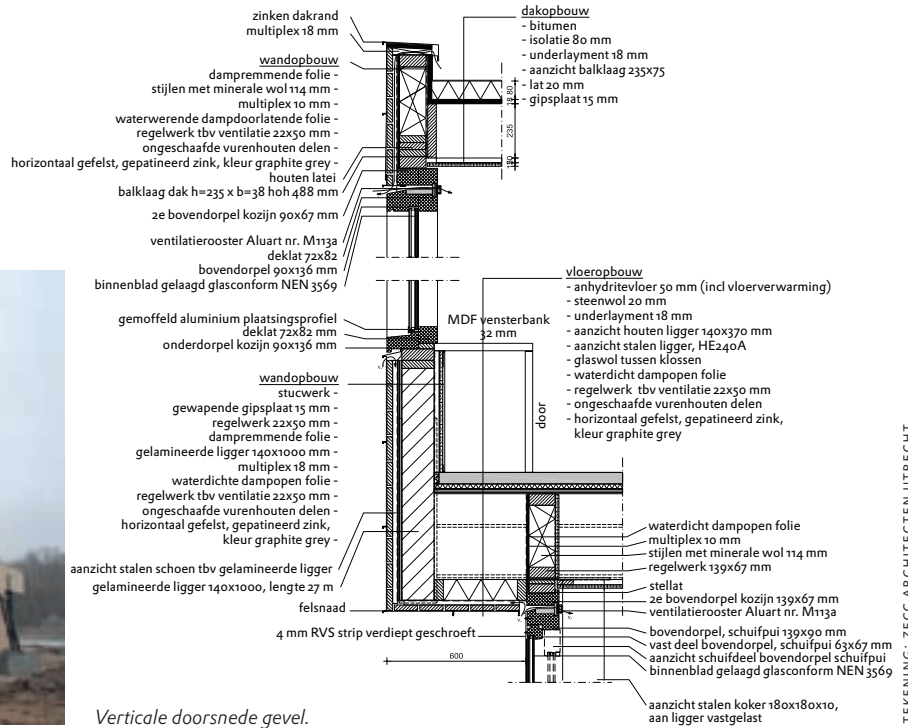 zinken dakrand
multiplex 18 mm
wandopbouw
dampremmende folie -
stijlen met minerale wol 114 mm -
multiplex 10 mm -
waterwerende dampdoorlatende folie -
regelwerk tbv ventilatie 22x50 mm -
ongeschaafde vurenhouten delen -
horizontaal gefelst, gepatineerd zink, kleur graphite grey -
houten latei
balklaag dak h=235 x b=38 hoh 488 mm
2e bovendorpel kozijn 90x67 mm
ventilatierooster Aluart nr. M113a
deklat 72x82
bovendorpel 90x136 mm
binnenblad gelaagd glasconform NEN 3569
gemoffeld aluminium plaatsingsprofiel
deklat 72x82 mm
onderdorpel kozijn 90x136 mm
wandopbouw
stucwerk -
gewapende gipsplaat 15 mm -
regelwerk 22x50 mm -
dampremmende folie -
gelamineerde ligger 140x1000 mm -
multiplex 18 mm -
waterdichte dampopen folie -
regelwerk tbv ventilatie 22x50 mm -
ongeschaafde vurenhouten delen -
horizontaal gefelst, gepatineerd zink,
kleur graphite grey -
aanzicht stalen schoen tbv gelamineerde ligger
gelamineerde ligger 140x1000, lengte 27 m
felsnaad
4 mm RVS strip verdiept geschroeft
600
dakopbouw
- bitumen
- isolatie 80 mm
- underlayment 18 mm
- aanzicht balklaag 235x75
- lat 20 mm
- gipsplaat 15 mm
18 80
235
MDF vensterbank
32 mm
door
vloeropbouw
- anhydritevloer 50 mm (incl vloerverwarming)
- steenwol 20 mm
- underlayment 18 mm
- aanzicht houten ligger 140x370 mm
- aanzicht stalen ligger, HE240A
- glaswol tussen klossen
- waterdicht dampopen folie
- regelwerk tbv ventilatie 22x50 mm
- ongeschaafde vurenhouten delen
- horizontaal gefelst, gepatineerd zink,
kleur graphite grey
waterdicht dampopen folie
multiplex 10 mm
stijlen met minerale wol 114 mm
regelwerk 139x67 mm
stellat
2e bovendorpel kozijn 139x67 mm
ventilatierooster Aluart nr. M113a
bovendorpel, schuifpui 139x90 mm
vast deel bovendorpel, schuifpui 63x67 mm
aanzicht schuifdeel bovendorpel schuifpui
binnenblad gelaagd glasconform NEN 3569
aanzicht stalen koker 180x180x10,
aan ligger vastgelast
Verticale doorsnede gevel.
TEKENING: ZECC ARCHITECTEN UTRECHT